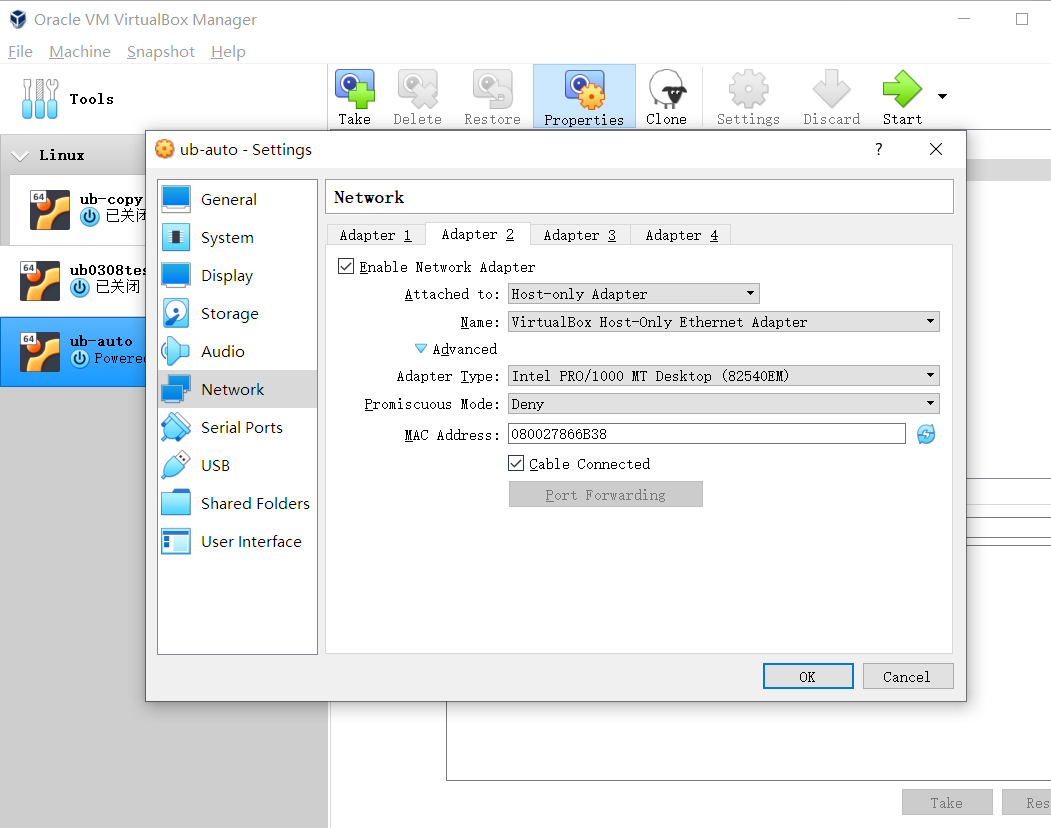 Oracle VM VirtualBox Manager
File Machine Snapshot Help
Tools
Take Delete Restore Properties Clone Settings Discard Start
Linux
64
ub-copy
已关闭
64
ub0308tes
已关闭
64
ub-auto
Powered
ub-auto - Settings ?
General
System
Display
Storage
Audio
Network
Serial Ports
USB
Shared Folders
User Interface
Network
Adapter 1 Adapter 2 Adapter 3 Adapter 4
Enable Network Adapter
Attached to: Host-only Adapter
Name: VirtualBox Host-Only Ethernet Adapter
Advanced
Adapter Type: Intel PRO/1000 MT Desktop (82540EM)
Promiscuous Mode: Deny
MAC Address: 080027866B38
Cable Connected
Port Forwarding
OK Cancel
Take Res